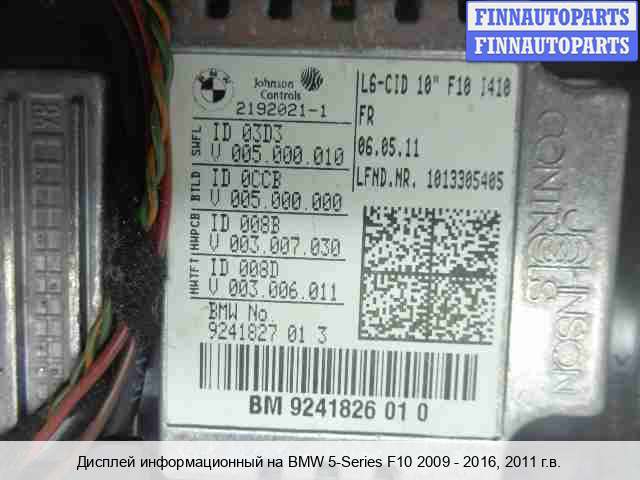 FINNAUTOPARTS
FINNAUTOPARTS
BMW
Johnson
Controls
2192021-1
L6-CID 10" F10 I410
FR
06.05.11
LFND.NR. 1013305405
SWFL
ID 03D3
V 005.000.010
BTLD
ID 0CCB
V 005.000.000
HWPCB
ID 008B
V 003.007.030
HWTFT
ID 008D
V 003.006.011
BMW No.
9241827 01 3
BM 9241826 01 0
JOHNSON
CONTROLS
Дисплей информационный на BMW 5-Series F10 2009 - 2016, 2011 г.в.